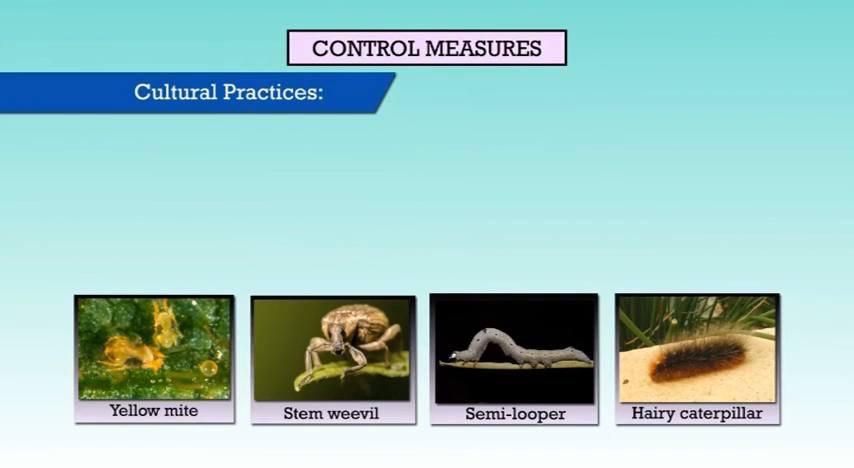 CONTROL MEASURES
Cultural Practices:
Yellow mite
Stem weevil
Semi-looper
Hairy caterpillar